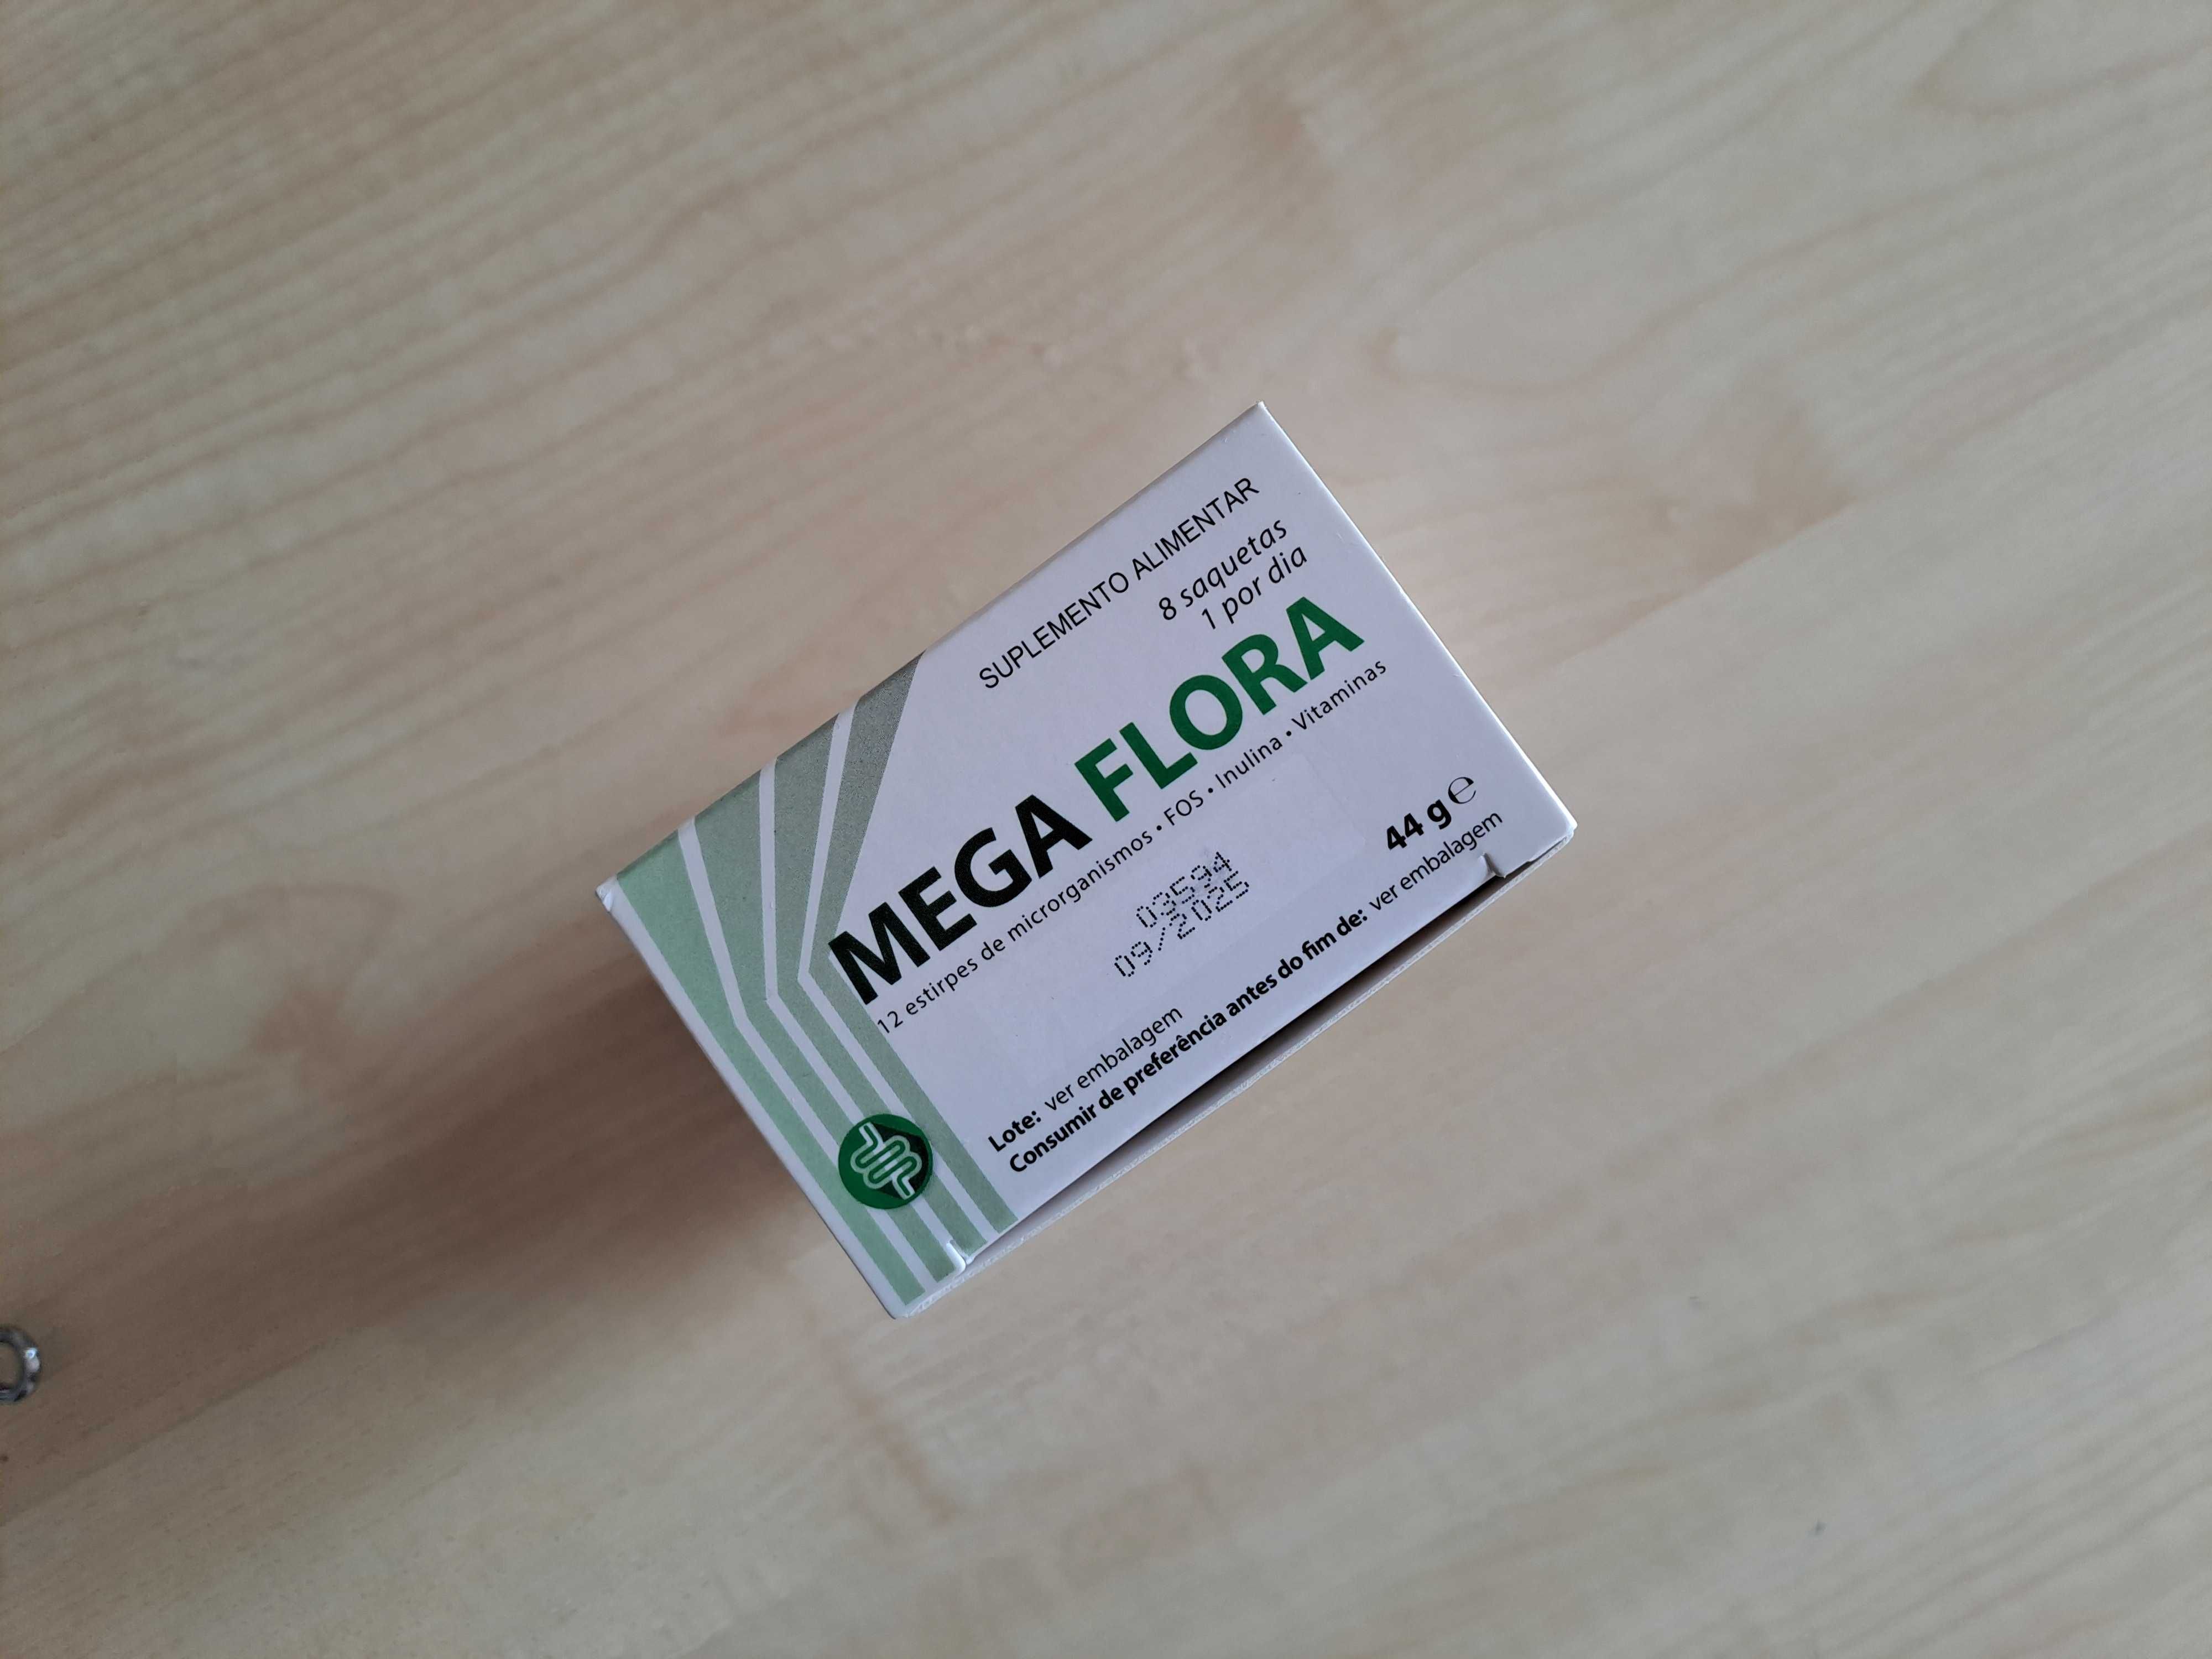 SUPLEMENTO ALIMENTAR
8 saquetas
1 por dia
MEGA FLORA
12 estirpes de microrganismos • FOS • Inulina • Vitaminas
03594
09/2025
44 g ℮
Lote: ver embalagem
Consumir de preferência antes do fim de: ver embalagem